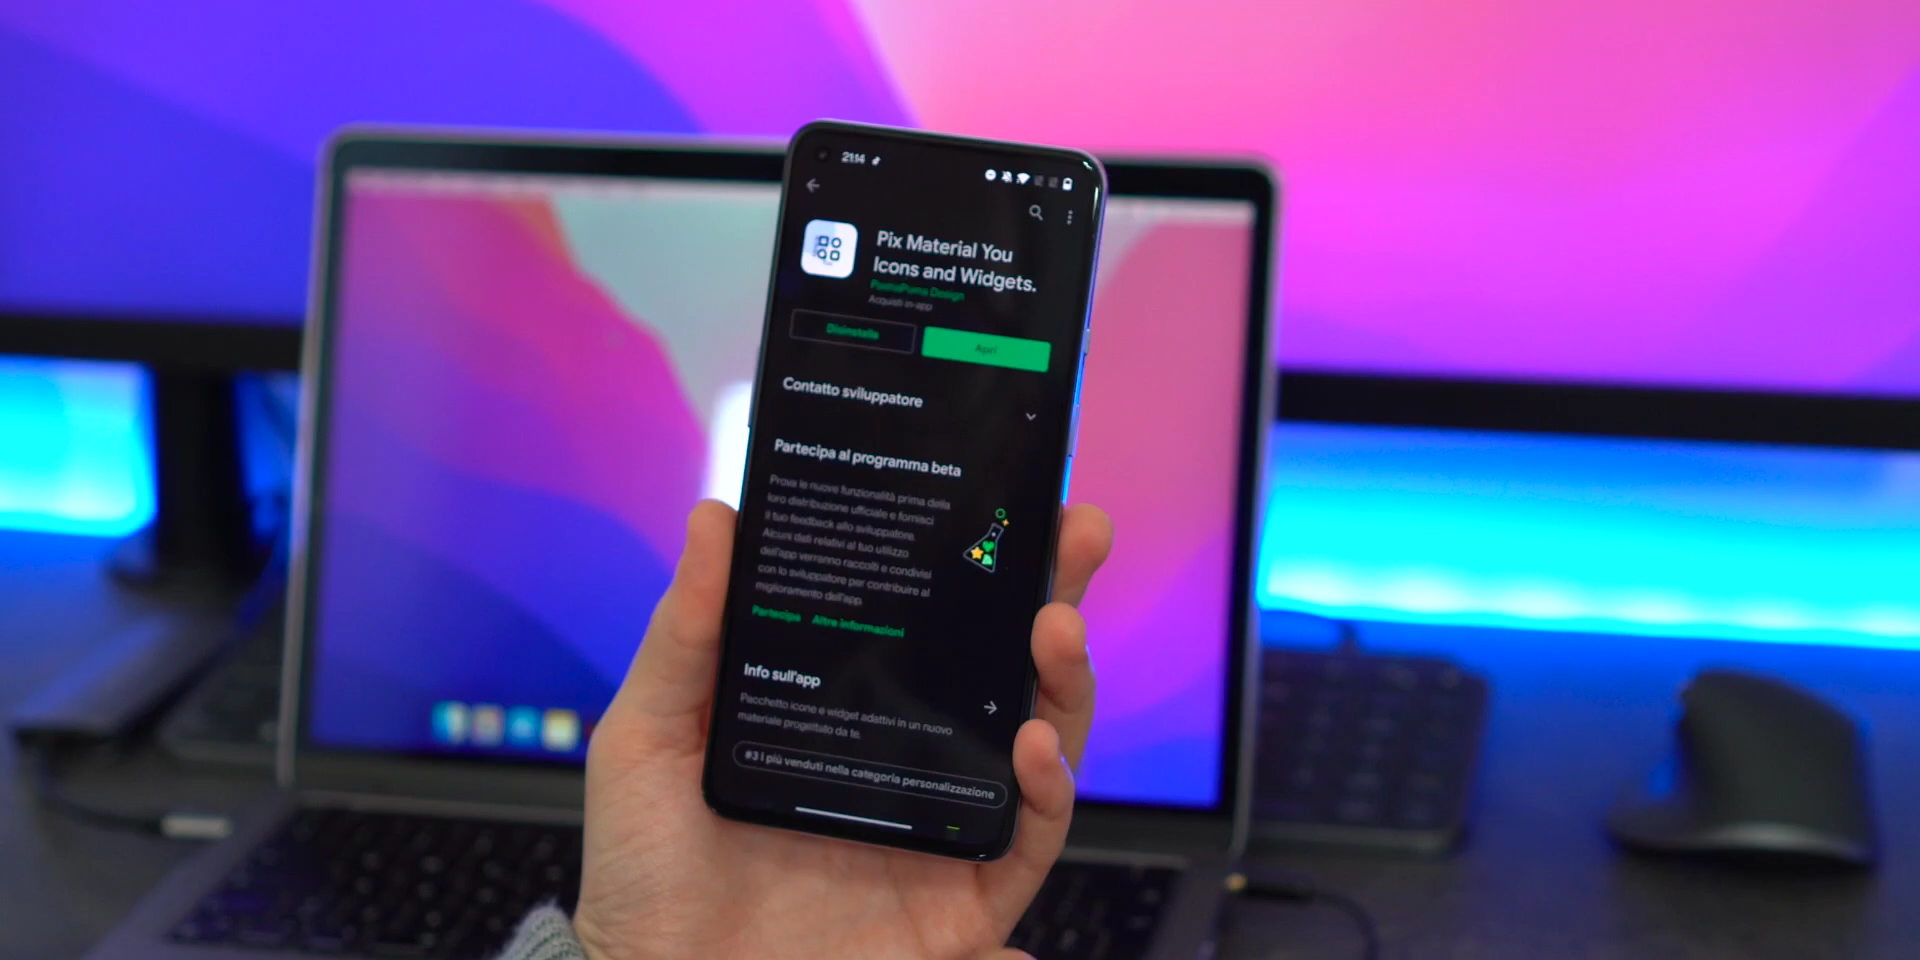 21:14
Pix Material You
Icons and Widgets.
PashaPuma Design
Acquisti in-app
Disinstalla
Apri
Contatto sviluppatore
Partecipa al programma beta
Prova le nuove funzionalità prima della
loro distribuzione ufficiale e fornisci
il tuo feedback allo sviluppatore.
Alcuni dati relativi al tuo utilizzo
dell'app verranno raccolti e condivisi
con lo sviluppatore per contribuire al
miglioramento dell'app
Partecipa Altre informazioni
Info sull'app
Pacchetto icone e widget adattivi in un nuovo
materiale progettato da te.
#3 I più venduti nella categoria personalizzazione